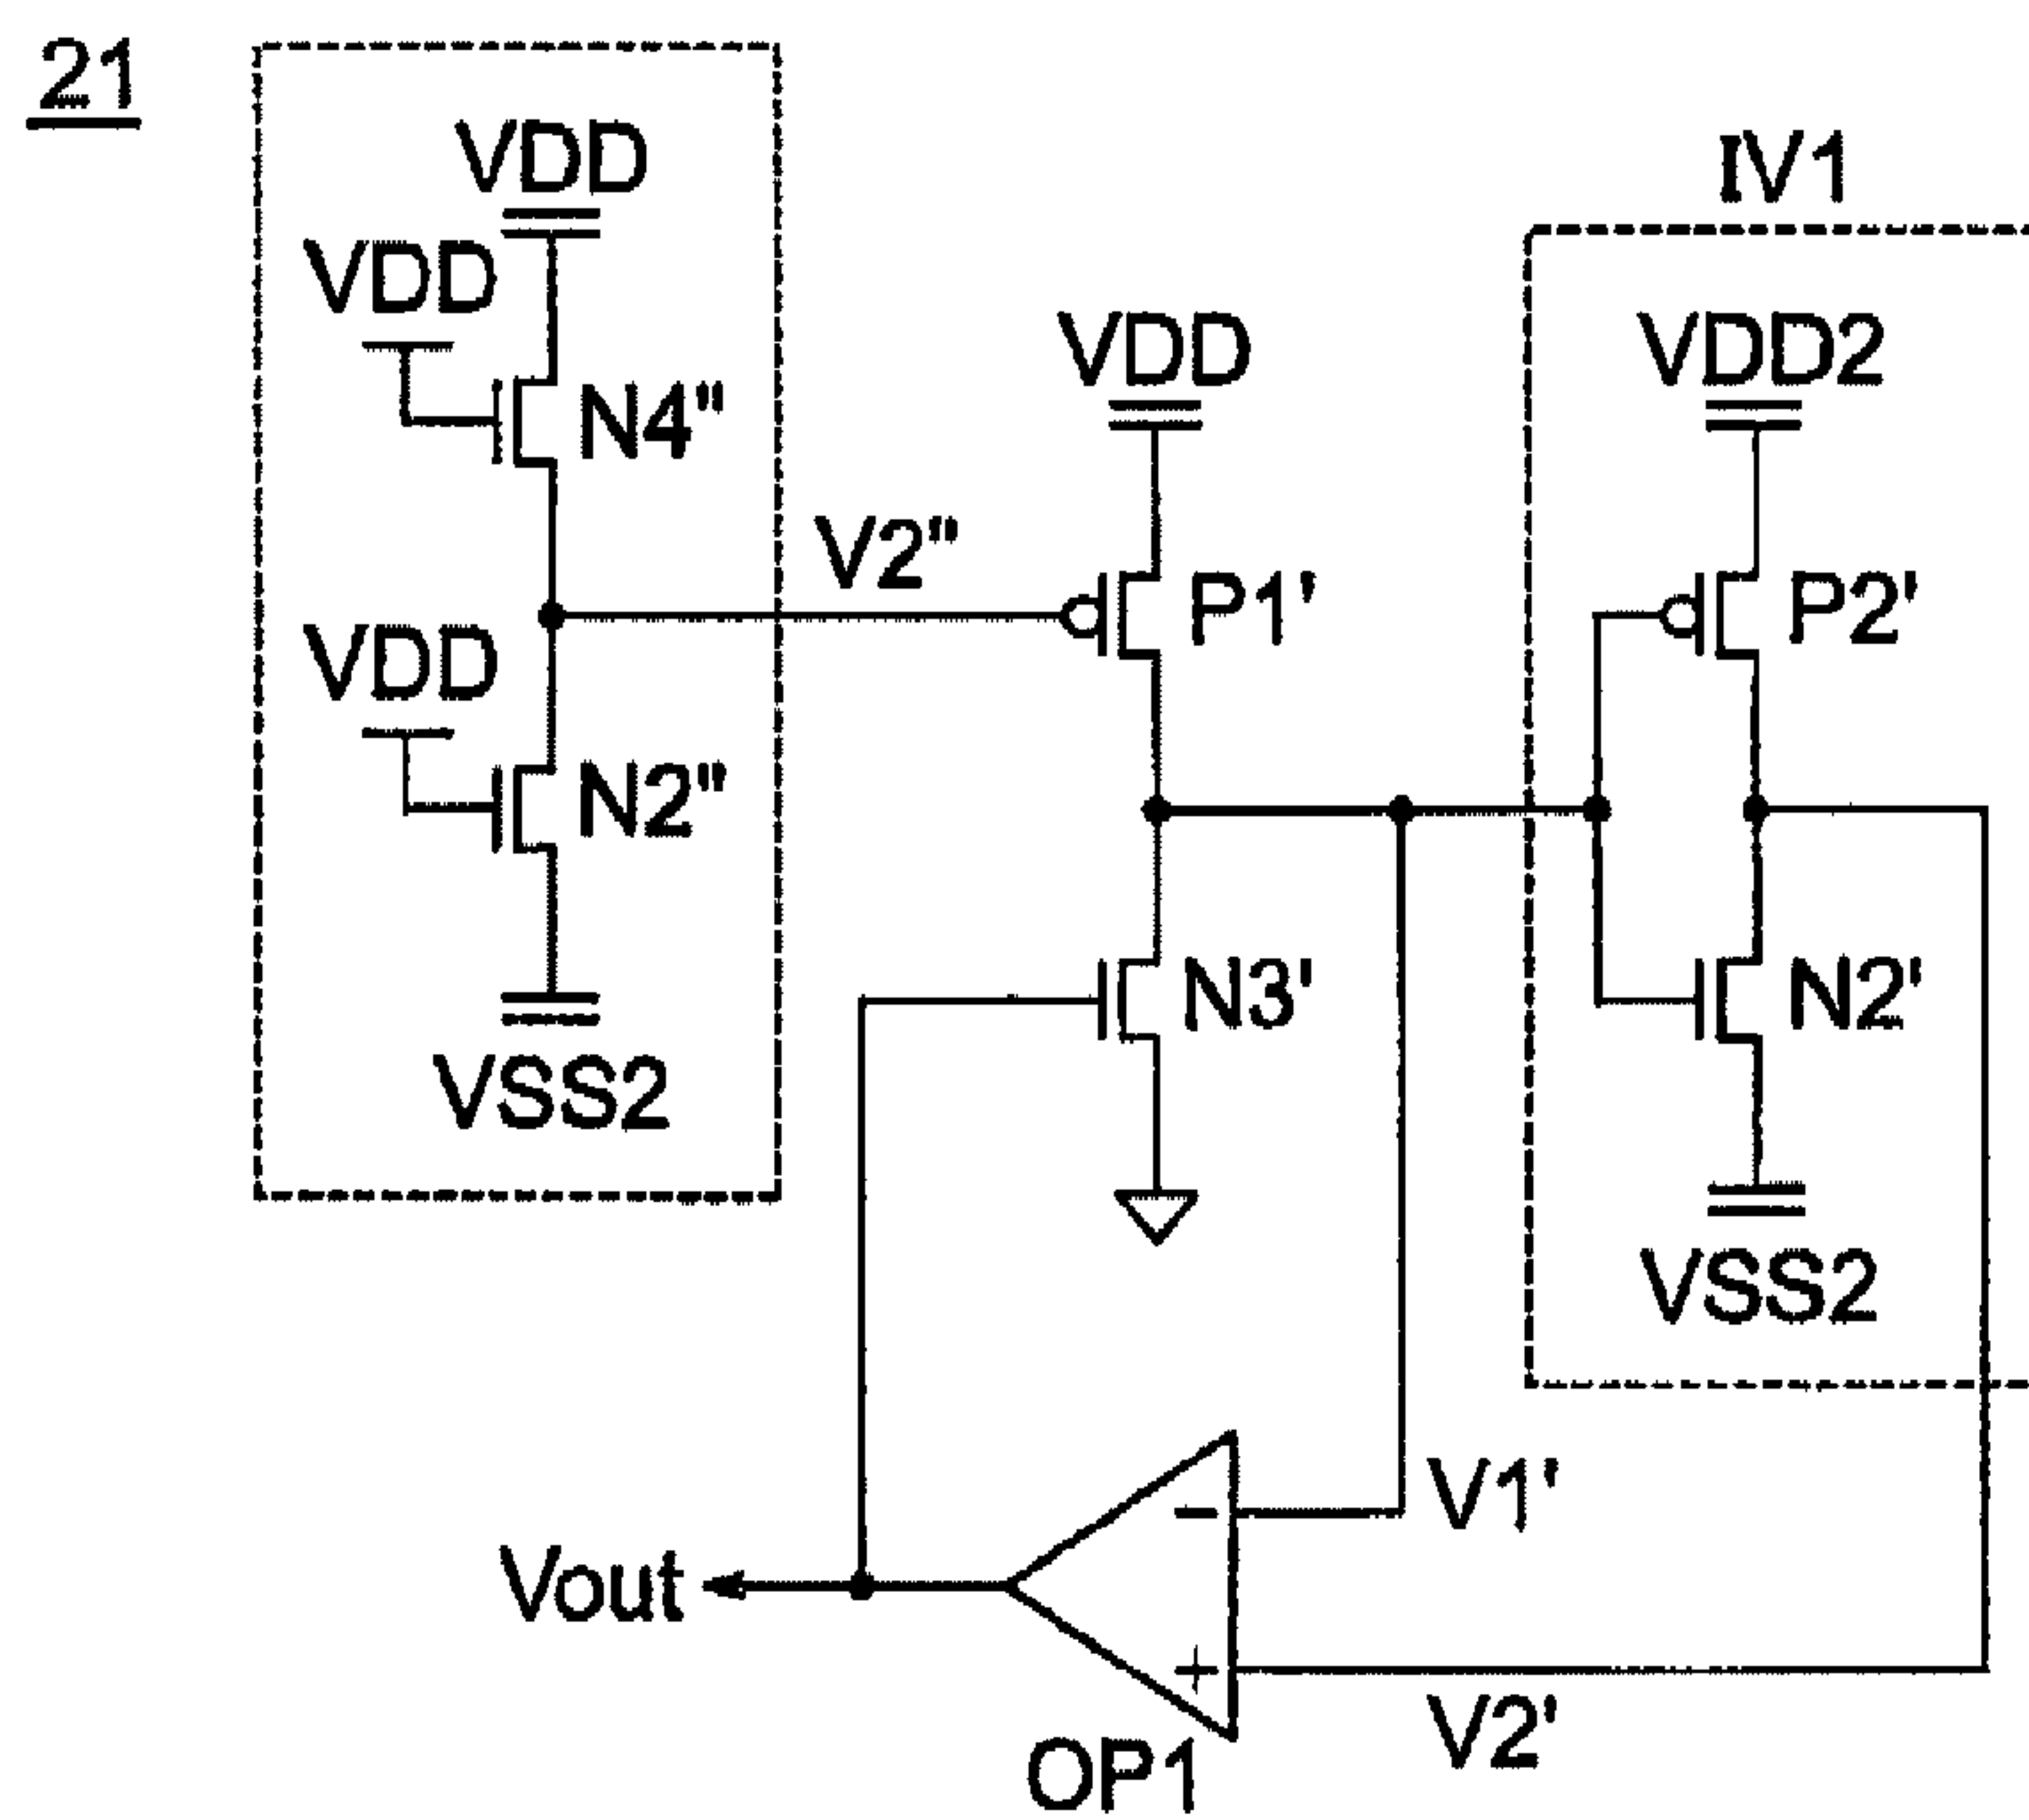 21
VDD
VDD
N4"
V2"
VDD
N2"
VSS2
VDD
P1'
N3'
IV1
VDD2
P2'
N2'
VSS2
V1'
−
Vout
+
V2'
OP1